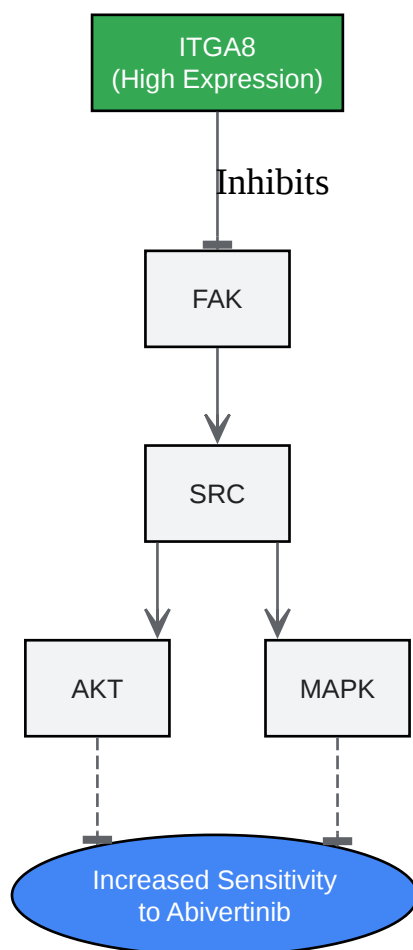 ITGA8
(High Expression)
Inhibits
FAK
SRC
AKT
MAPK
Increased Sensitivity
to Abivertinib